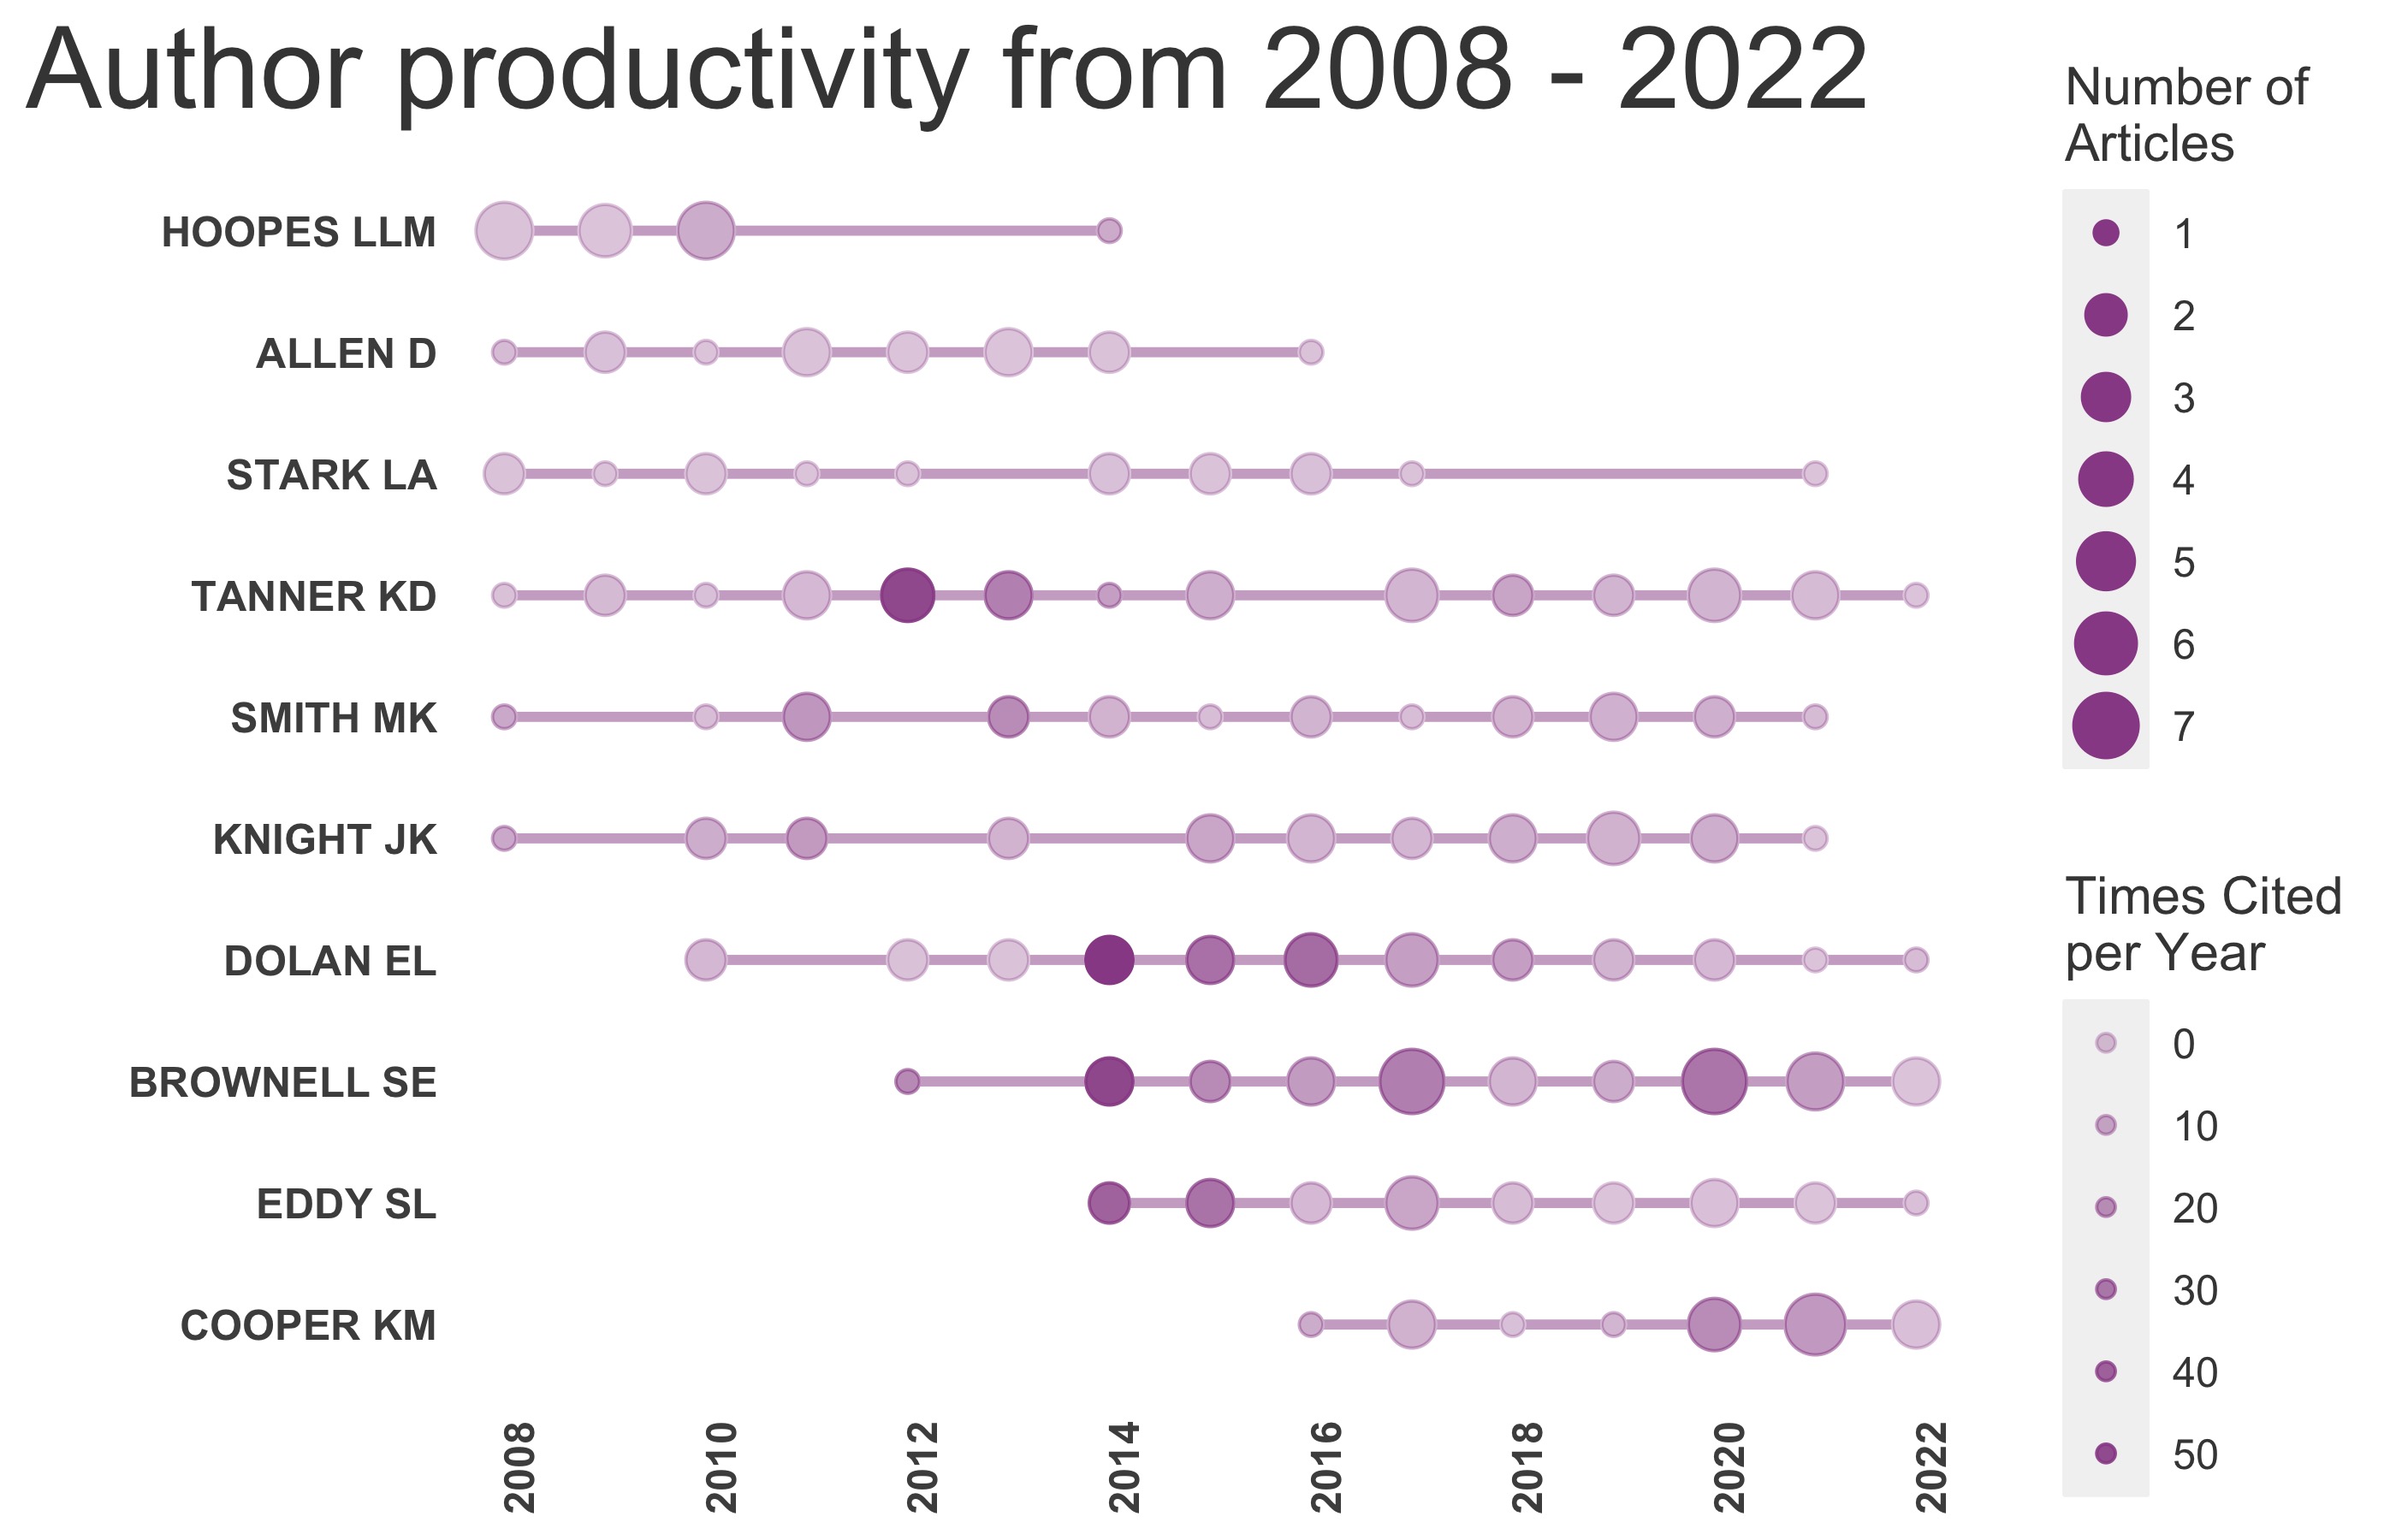 Author productivity from 2008 - 2022
HOOPES LLM
ALLEN D
STARK LA
TANNER KD
SMITH MK
KNIGHT JK
DOLAN EL
BROWNELL SE
EDDY SL
COOPER KM
2008
2010
2012
2014
2016
2018
2020
2022
Number of
Articles
1
2
3
4
5
6
7
Times Cited
per Year
0
10
20
30
40
50